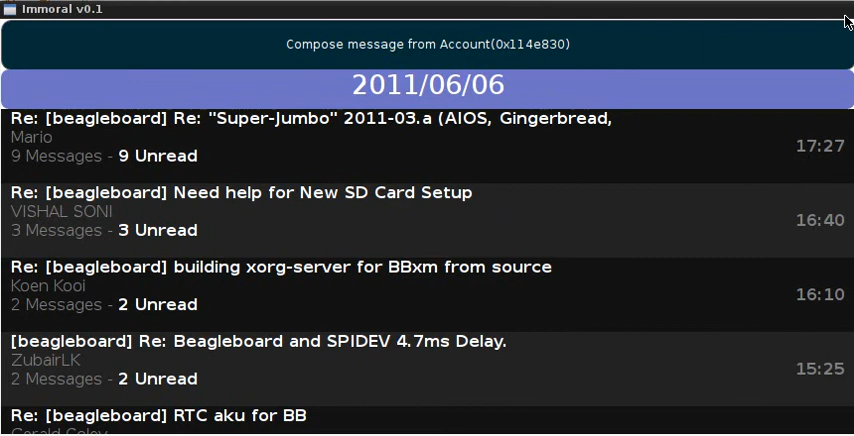 Immoral v0.1
Compose message from Account(0x114e830)
2011/06/06
Re: [beagleboard] Re: "Super-Jumbo" 2011-03.a (AIOS, Gingerbread,
Mario
9 Messages - 9 Unread
17:27
Re: [beagleboard] Need help for New SD Card Setup
VISHAL SONI
3 Messages - 3 Unread
16:40
Re: [beagleboard] building xorg-server for BBxm from source
Koen Kooi
2 Messages - 2 Unread
16:10
[beagleboard] Re: Beagleboard and SPIDEV 4.7ms Delay.
ZubairLK
2 Messages - 2 Unread
15:25
Re: [beagleboard] RTC aku for BB
Gerald Coley